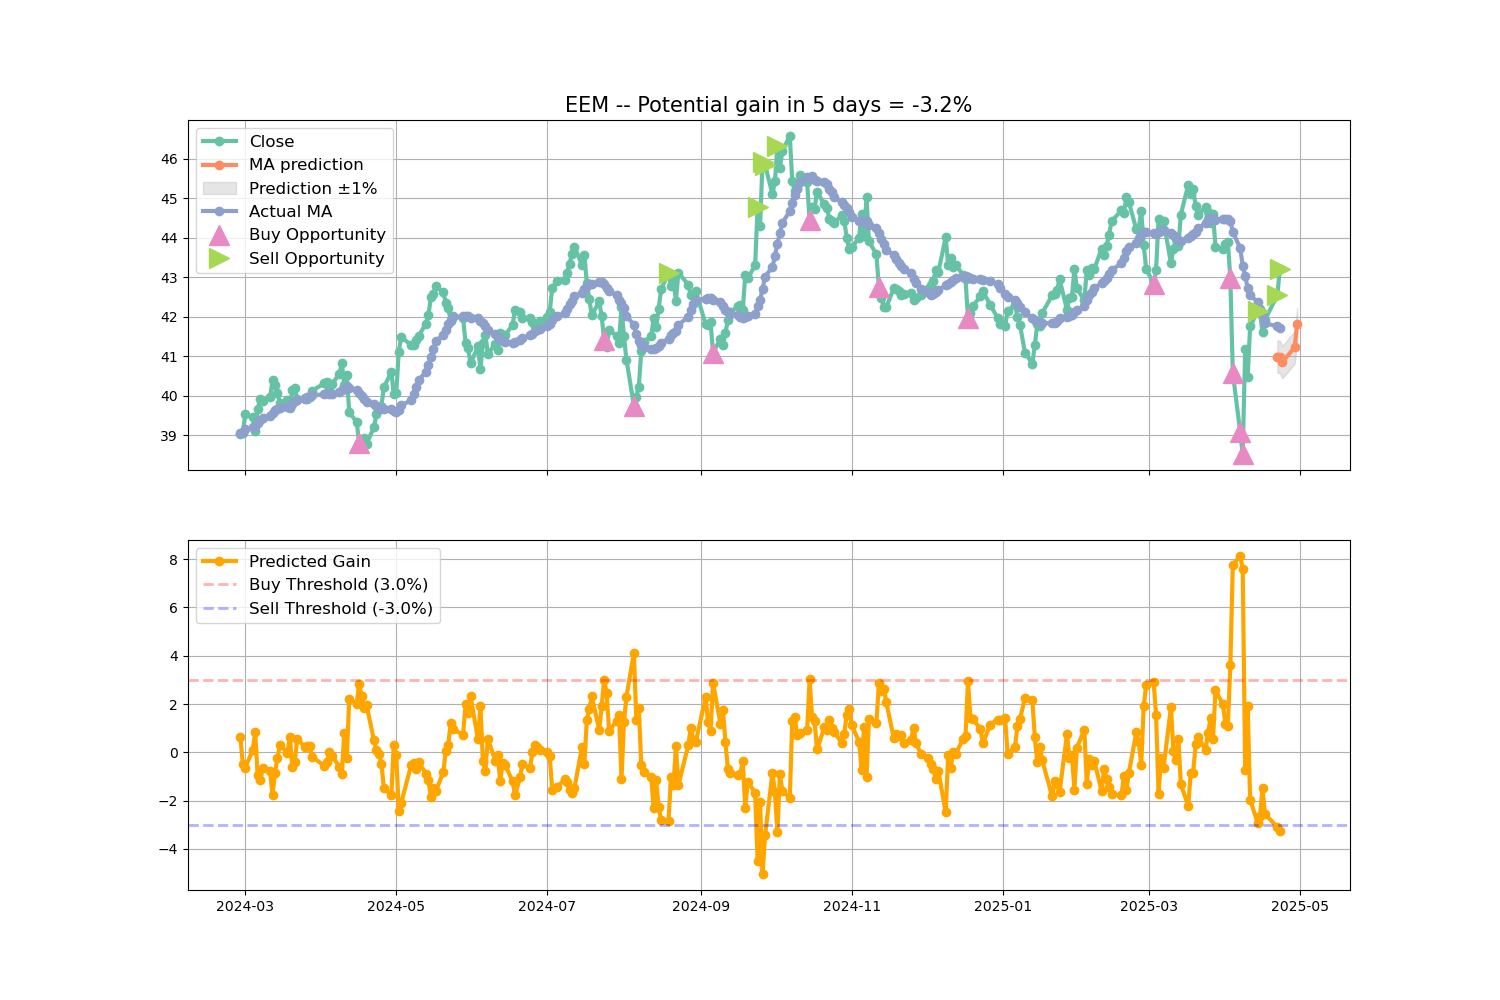 EEM -- Potential gain in 5 days = -3.2%
Close
MA prediction
Prediction ±1%
Actual MA
Buy Opportunity
Sell Opportunity
46
45
44
43
42
41
40
39
Predicted Gain
Buy Threshold (3.0%)
Sell Threshold (-3.0%)
8
6
4
2
0
−2
−4
2024-03
2024-05
2024-07
2024-09
2024-11
2025-01
2025-03
2025-05